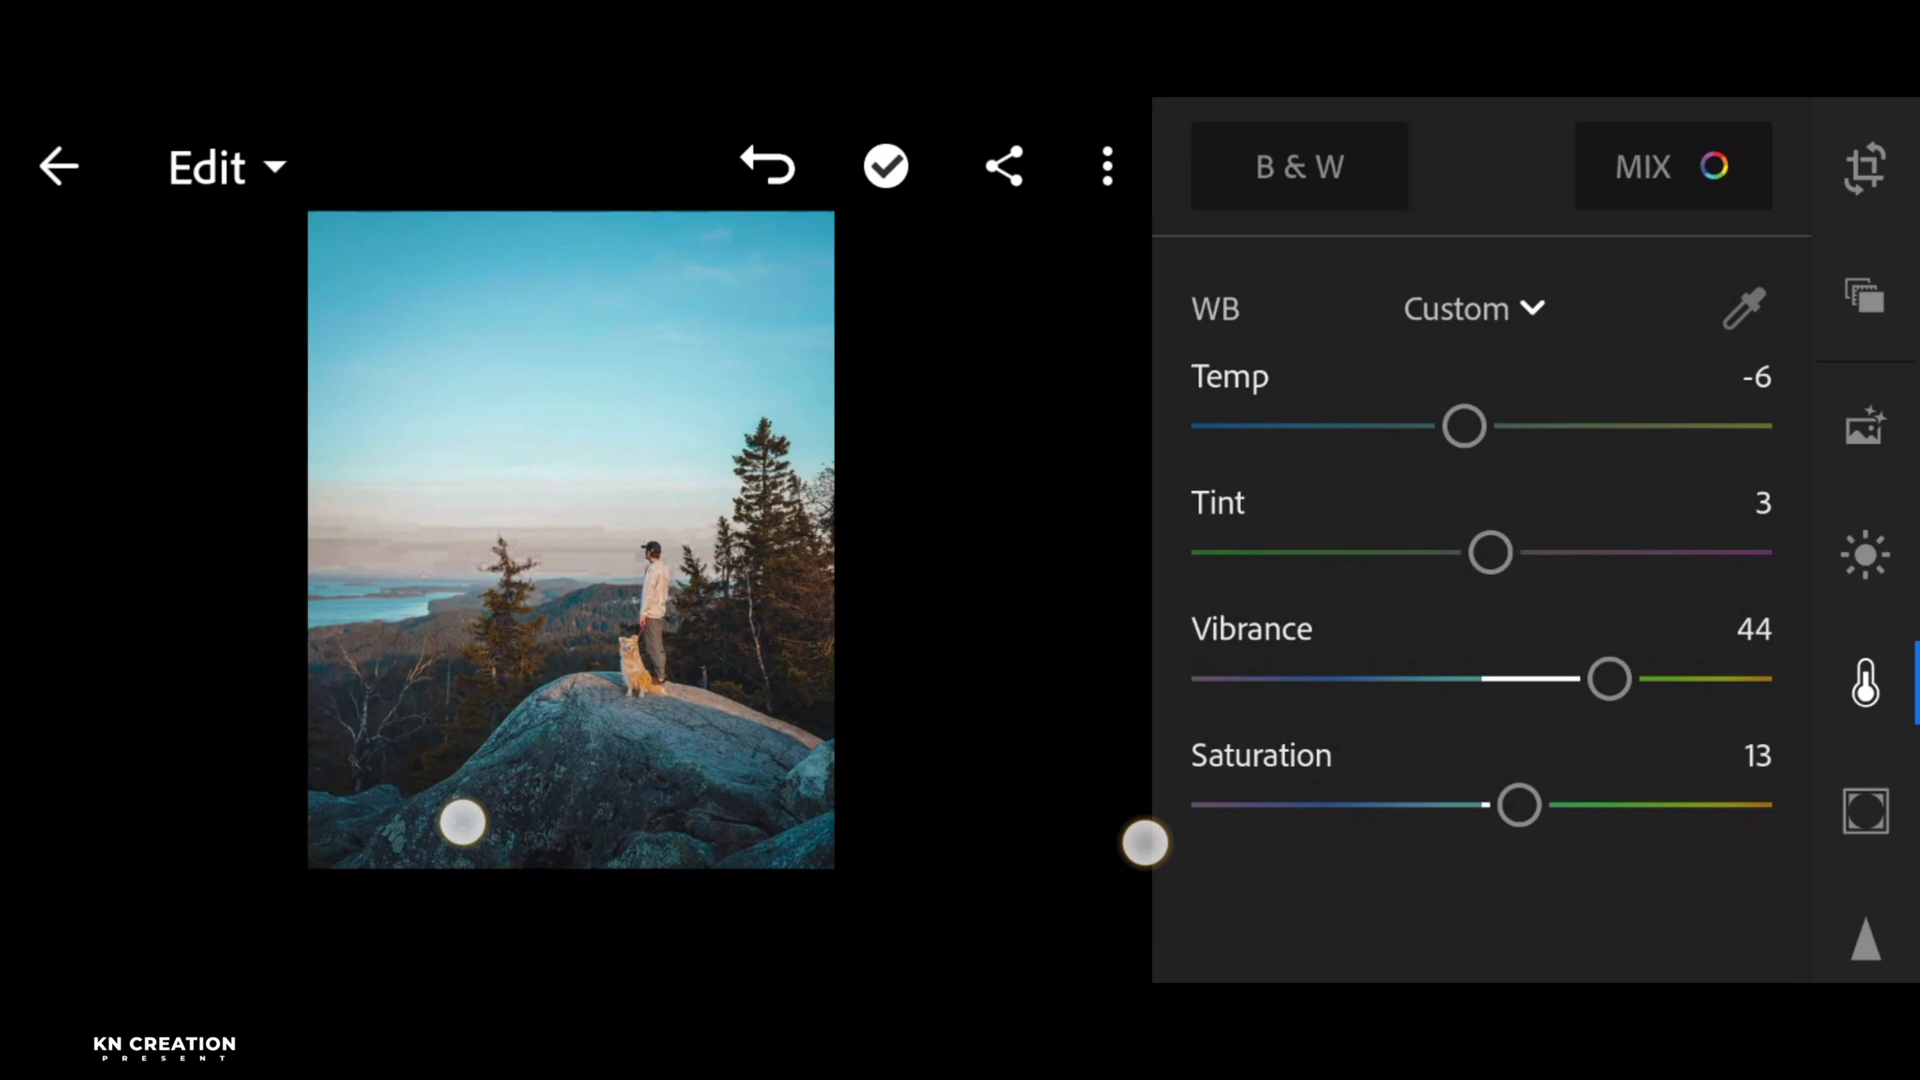 Edit
B & W
MIX
WB
Custom
Temp
-6
Tint
3
Vibrance
44
Saturation
13
KN CREATION
PRESENT